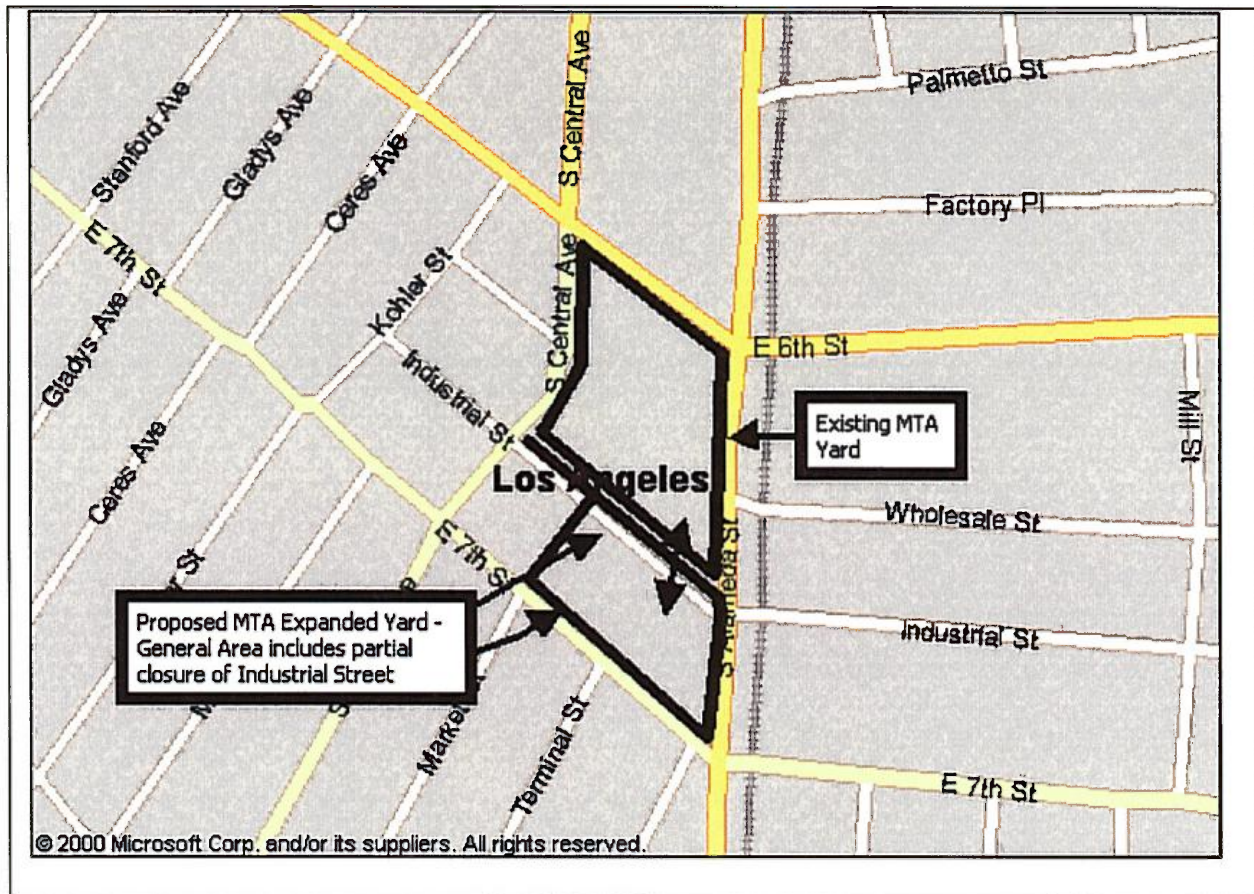 S Central Ave
Palmetto St
Stanford Ave
Gladys Ave
Ceres Ave
Factory Pl
E 7th St
Kohler St
S Central Ave
Gladys Ave
Industrial St
E 6th St
Existing MTA
Yard
Mill St
Ceres Ave
Los Angeles
Wholesale St
E 7th St
S Alameda St
Proposed MTA Expanded Yard -
General Area includes partial
closure of Industrial Street
Industrial St
Market
Terminal St
E 7th St
© 2000 Microsoft Corp. and/or its suppliers. All rights reserved.